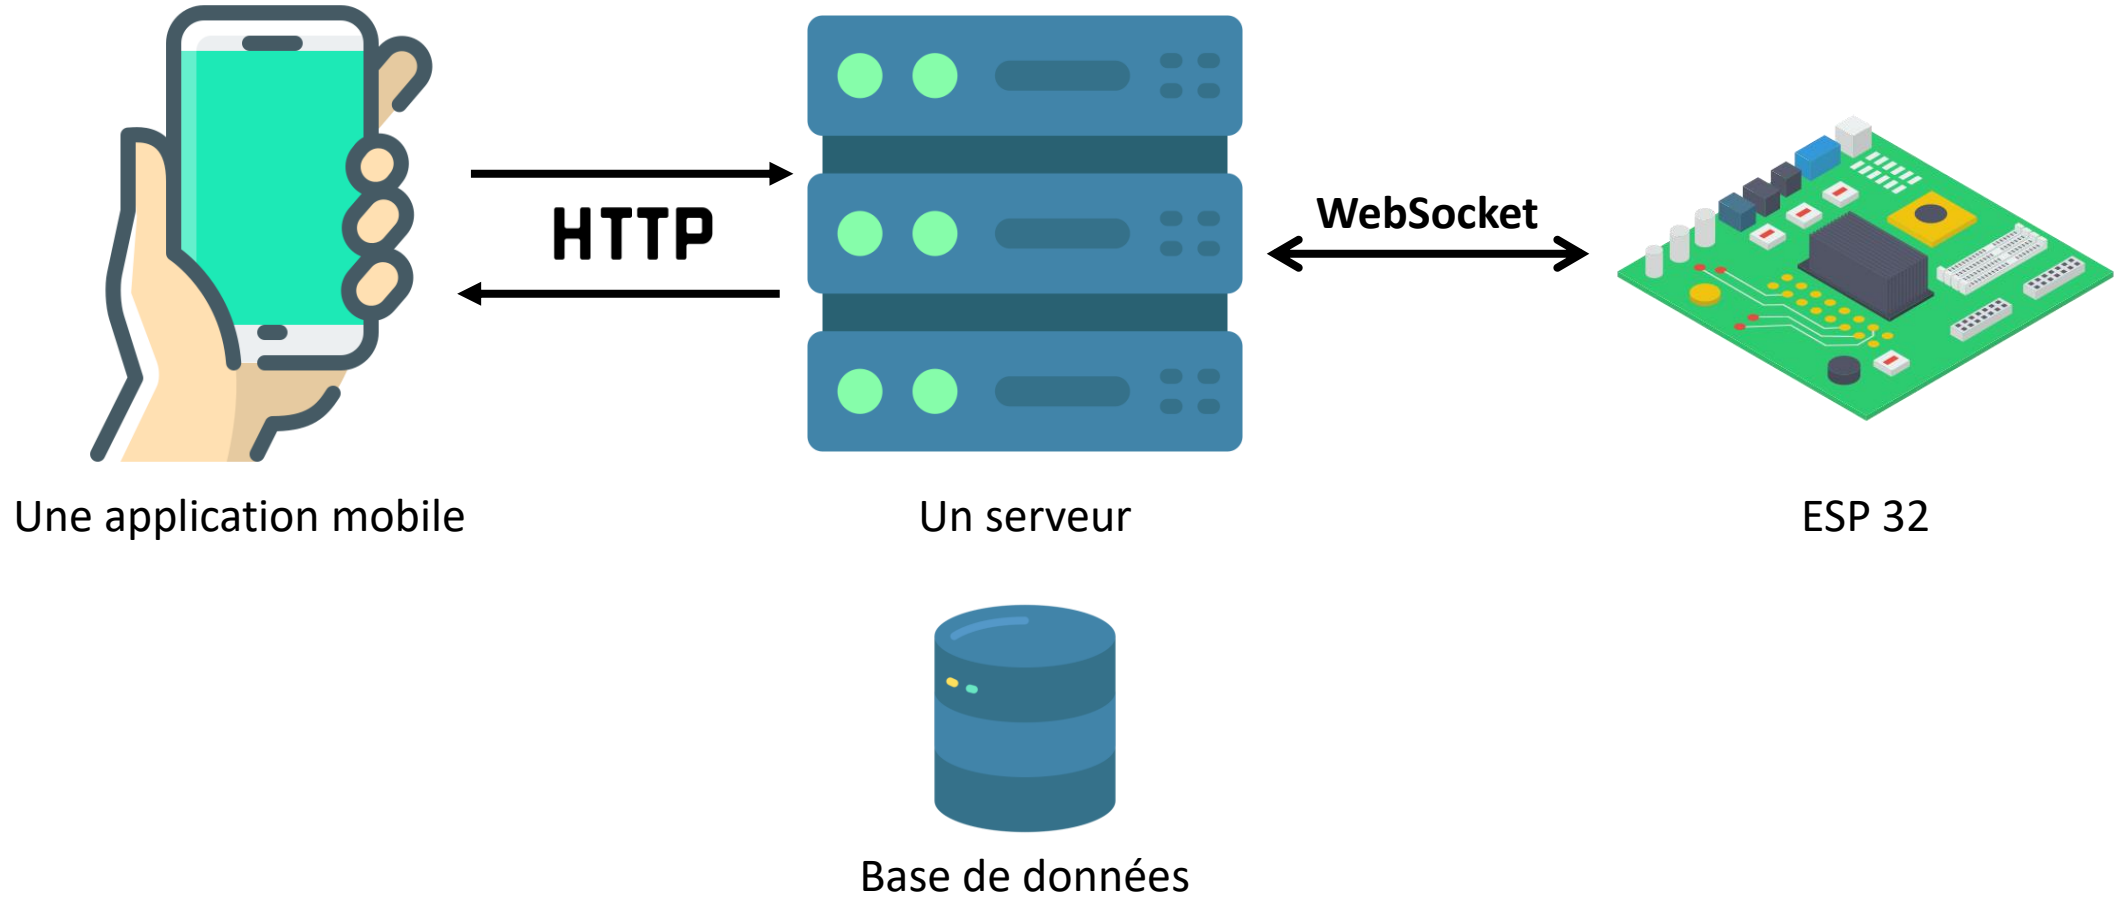 HTTP
WebSocket
Une application mobile
Un serveur
ESP 32
Base de données